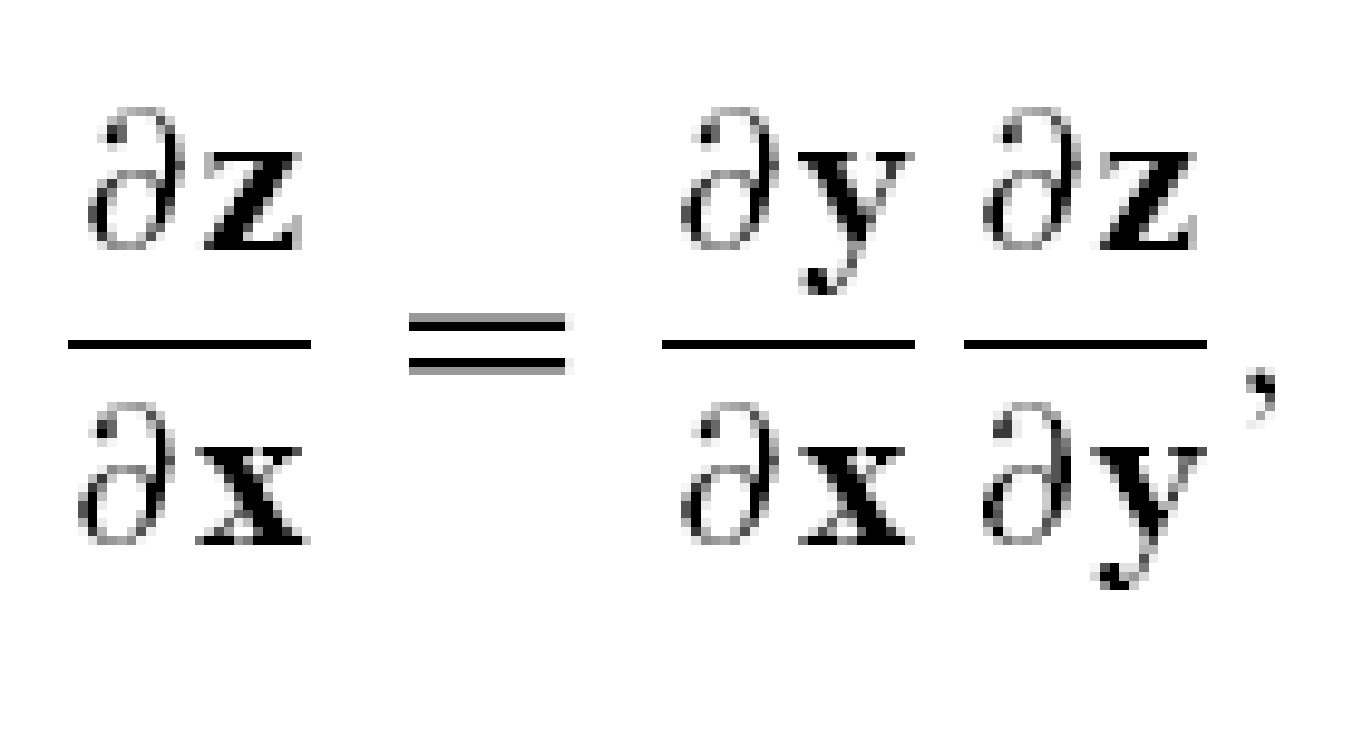 ∂𝐳/∂𝐱 = ∂𝐲/∂𝐱 ∂𝐳/∂𝐲 ,